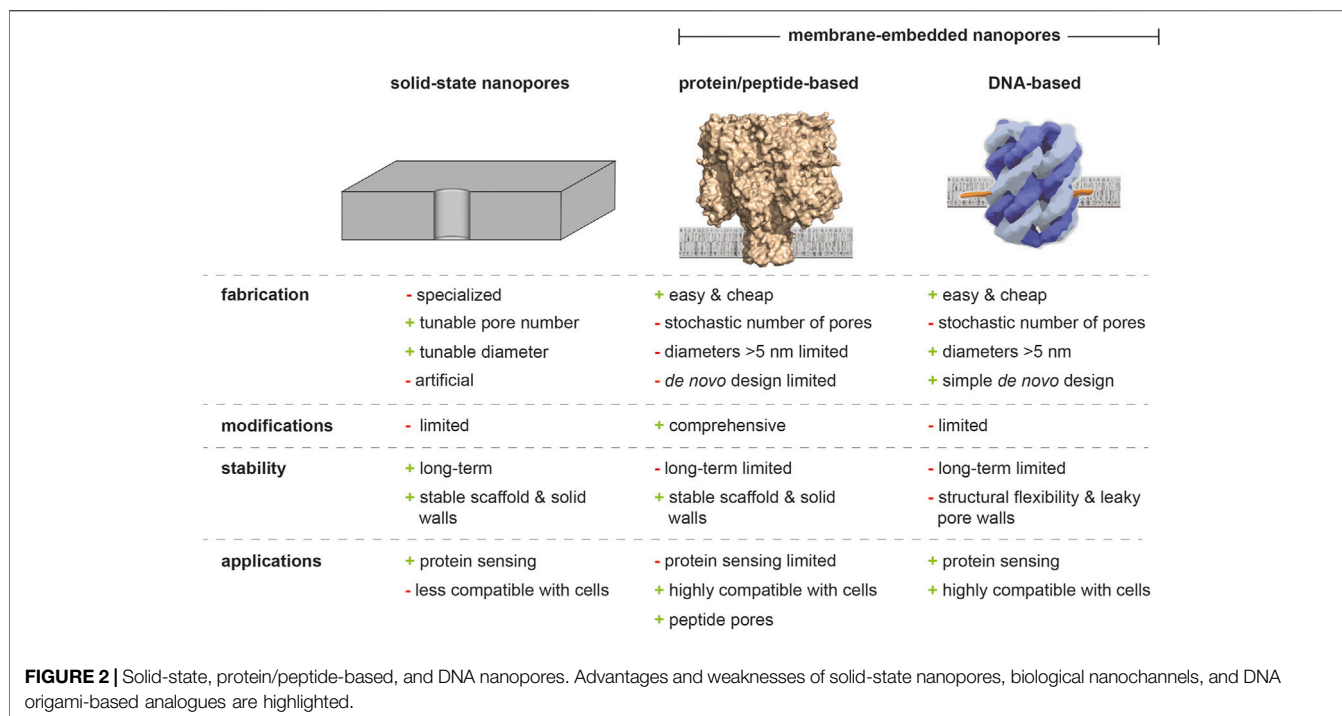 membrane-embedded nanopores
solid-state nanopores protein/peptide-based DNA-based
fabrication - specialized + easy & cheap + easy & cheap
+ tunable pore number - stochastic number of pores - stochastic number of pores
+ tunable diameter - diameters >5 nm limited + diameters >5 nm
- artificial - de novo design limited + simple de novo design
modifications - limited + comprehensive - limited
stability + long-term - long-term limited - long-term limited
+ stable scaffold & solid + stable scaffold & solid - structural flexibility & leaky
walls walls pore walls
applications + protein sensing - protein sensing limited + protein sensing
- less compatible with cells + highly compatible with cells + highly compatible with cells
+ peptide pores
FIGURE 2 | Solid-state, protein/peptide-based, and DNA nanopores. Advantages and weaknesses of solid-state nanopores, biological nanochannels, and DNA
origami-based analogues are highlighted.